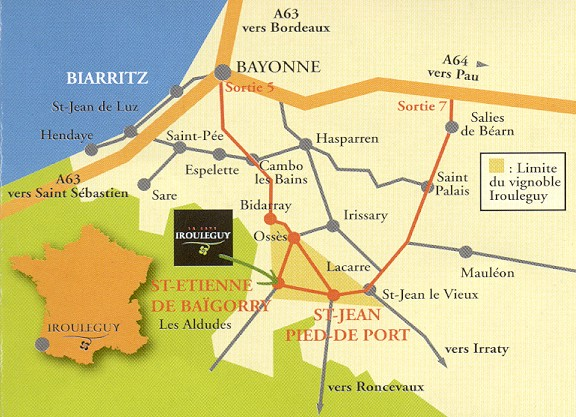 A63
vers Bordeaux
BIARRITZ
BAYONNE
A64
vers Pau
Sortie 5
Sortie 7
St-Jean de Luz
Salies
de Béarn
Hendaye
Saint-Pée
Hasparren
Espelette
Cambo
les Bains
: Limite
du vignoble
Irouleguy
A63
vers Saint Sébastien
Sare
Saint
Palais
Bidarray
Irissary
IROULEGUY
Ossès
Lacarre
Mauléon
ST-ETIENNE
DE BAÏGORRY
St-Jean le Vieux
Les Aldudes
ST-JEAN
PIED-DE PORT
IROULEGUY
vers Irraty
vers Roncevaux